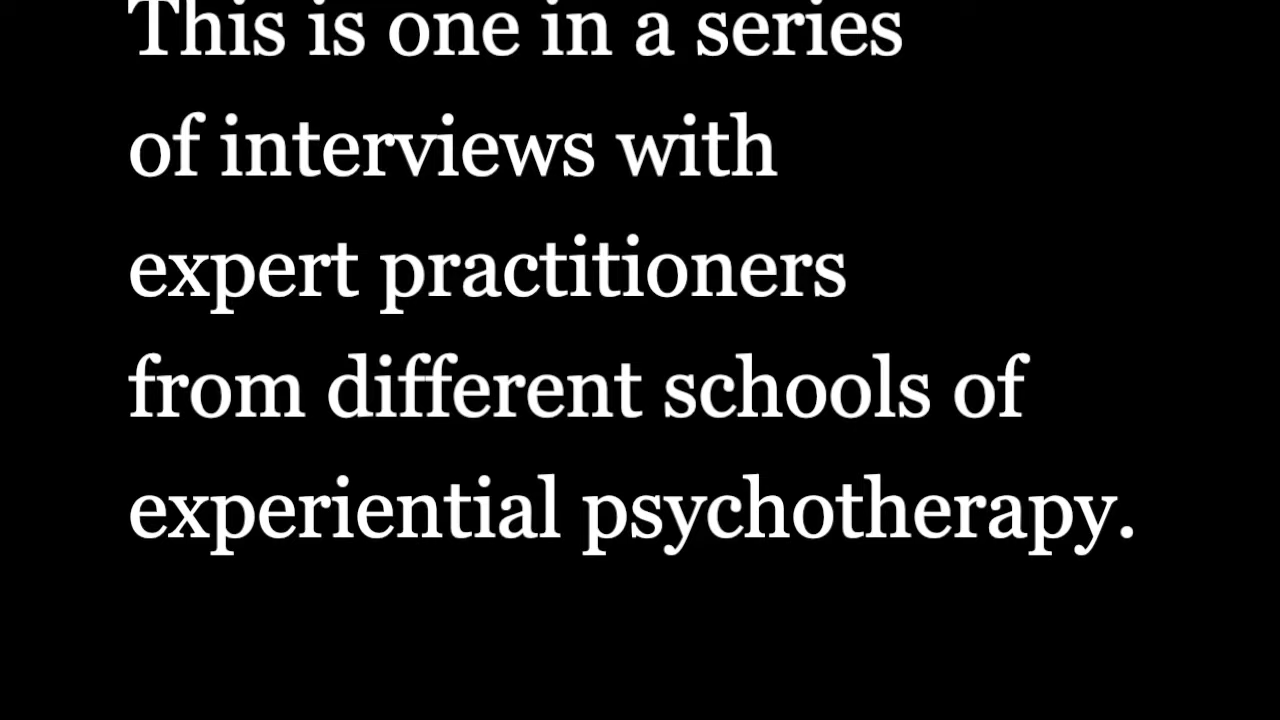 This is one in a series
of interviews with
expert practitioners
from different schools of
experiential psychotherapy.